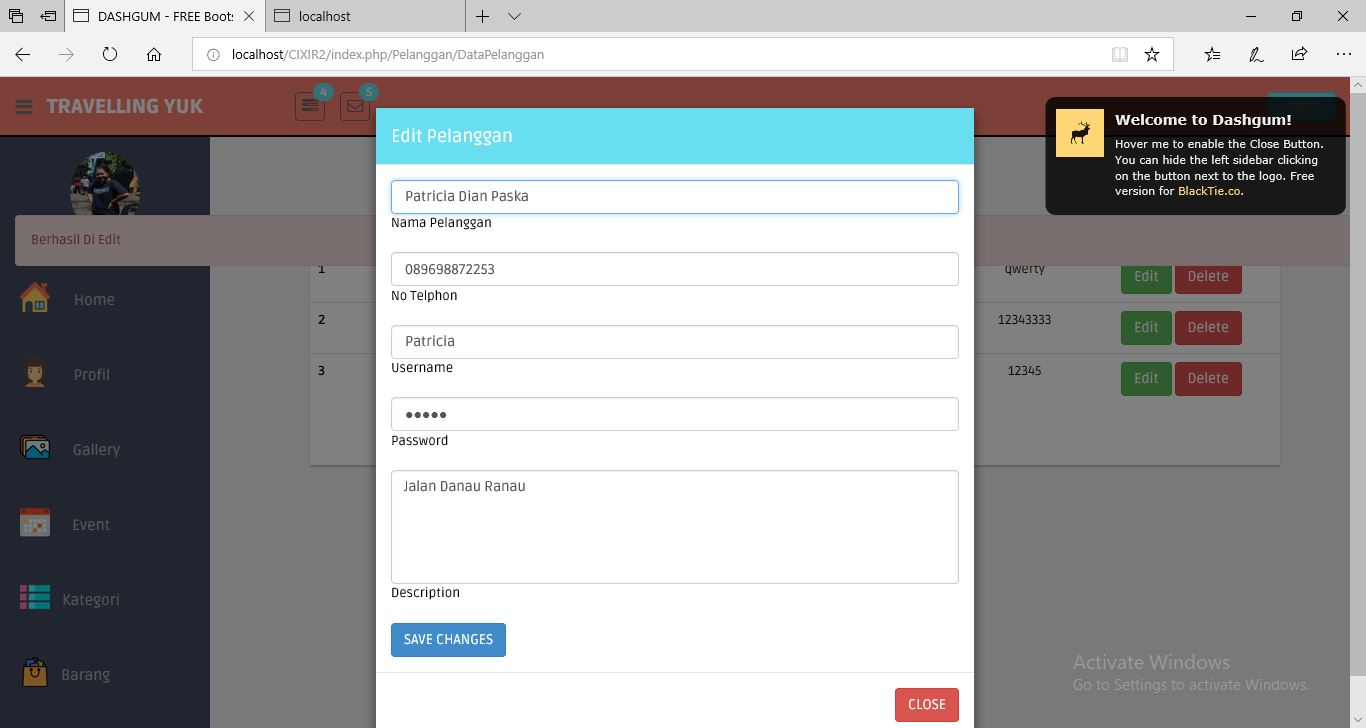 DASHGUM - FREE Boots
localhost
localhost/CIXIR2/index.php/Pelanggan/DataPelanggan
TRAVELLING YUK
4
5
Welcome to Dashgum!
Hover me to enable the Close Button.
You can hide the left sidebar clicking
on the button next to the logo. Free
version for BlackTie.co.
Berhasil Di Edit
Home
Profil
Gallery
Event
Kategori
Barang
Edit Pelanggan
Patricia Dian Paska
Nama Pelanggan
089698872253
No Telphon
Patricia
Username
•••••
Password
Jalan Danau Ranau
Description
SAVE CHANGES
CLOSE
1 qwerty Edit Delete
2 12343333 Edit Delete
3 12345 Edit Delete
Activate Windows
Go to Settings to activate Windows.